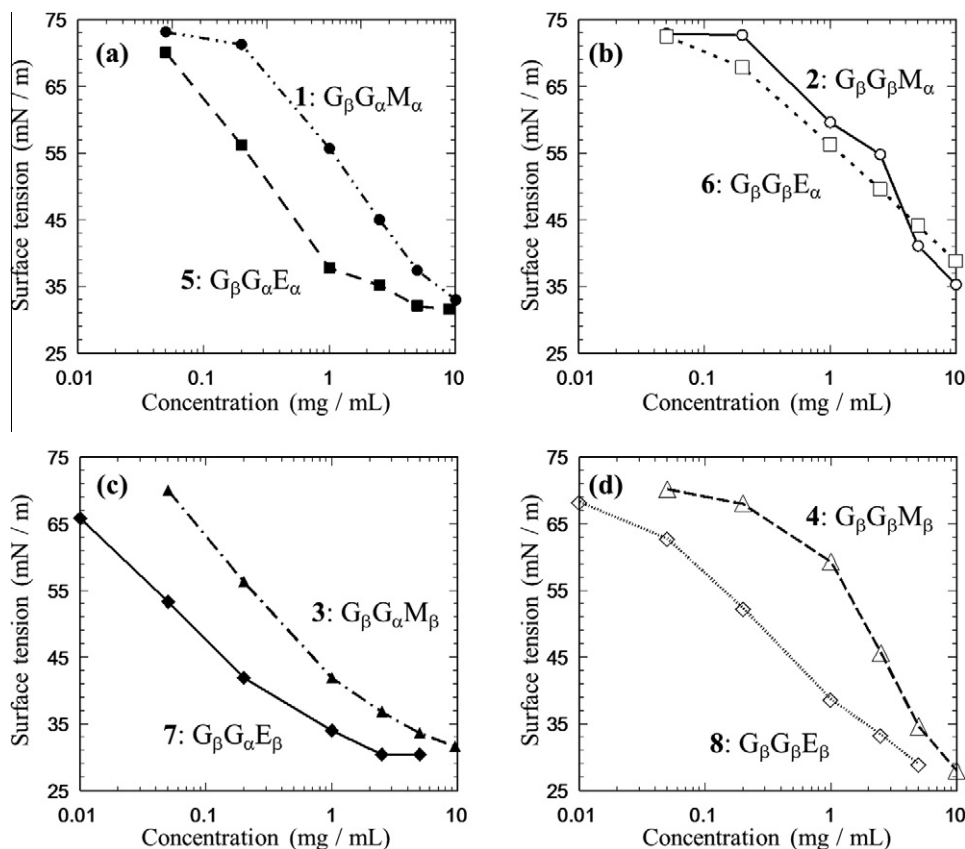 (a)
Surface tension (mN / m)
75
65
55
45
35
25
1: GβGαMα
5: GβGαEα
0.01 0.1 1 10
Concentration (mg / mL)
(b)
Surface tension (mN / m)
75
65
55
45
35
25
2: GβGβMα
6: GβGβEα
0.01 0.1 1 10
Concentration (mg / mL)
(c)
Surface tension (mN / m)
75
65
55
45
35
25
3: GβGαMβ
7: GβGαEβ
0.01 0.1 1 10
Concentration (mg / mL)
(d)
Surface tension (mN / m)
75
65
55
45
35
25
4: GβGβMβ
8: GβGβEβ
0.01 0.1 1 10
Concentration (mg / mL)